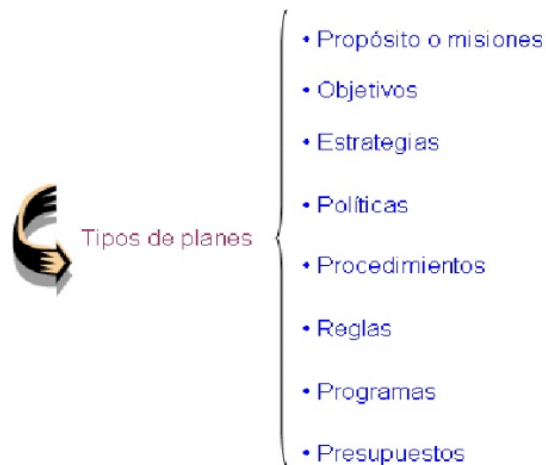 • Propósito o misiones
• Objetivos
• Estrategias
• Políticas
Tipos de planes
• Procedimientos
• Reglas
• Programas
• Presupuestos